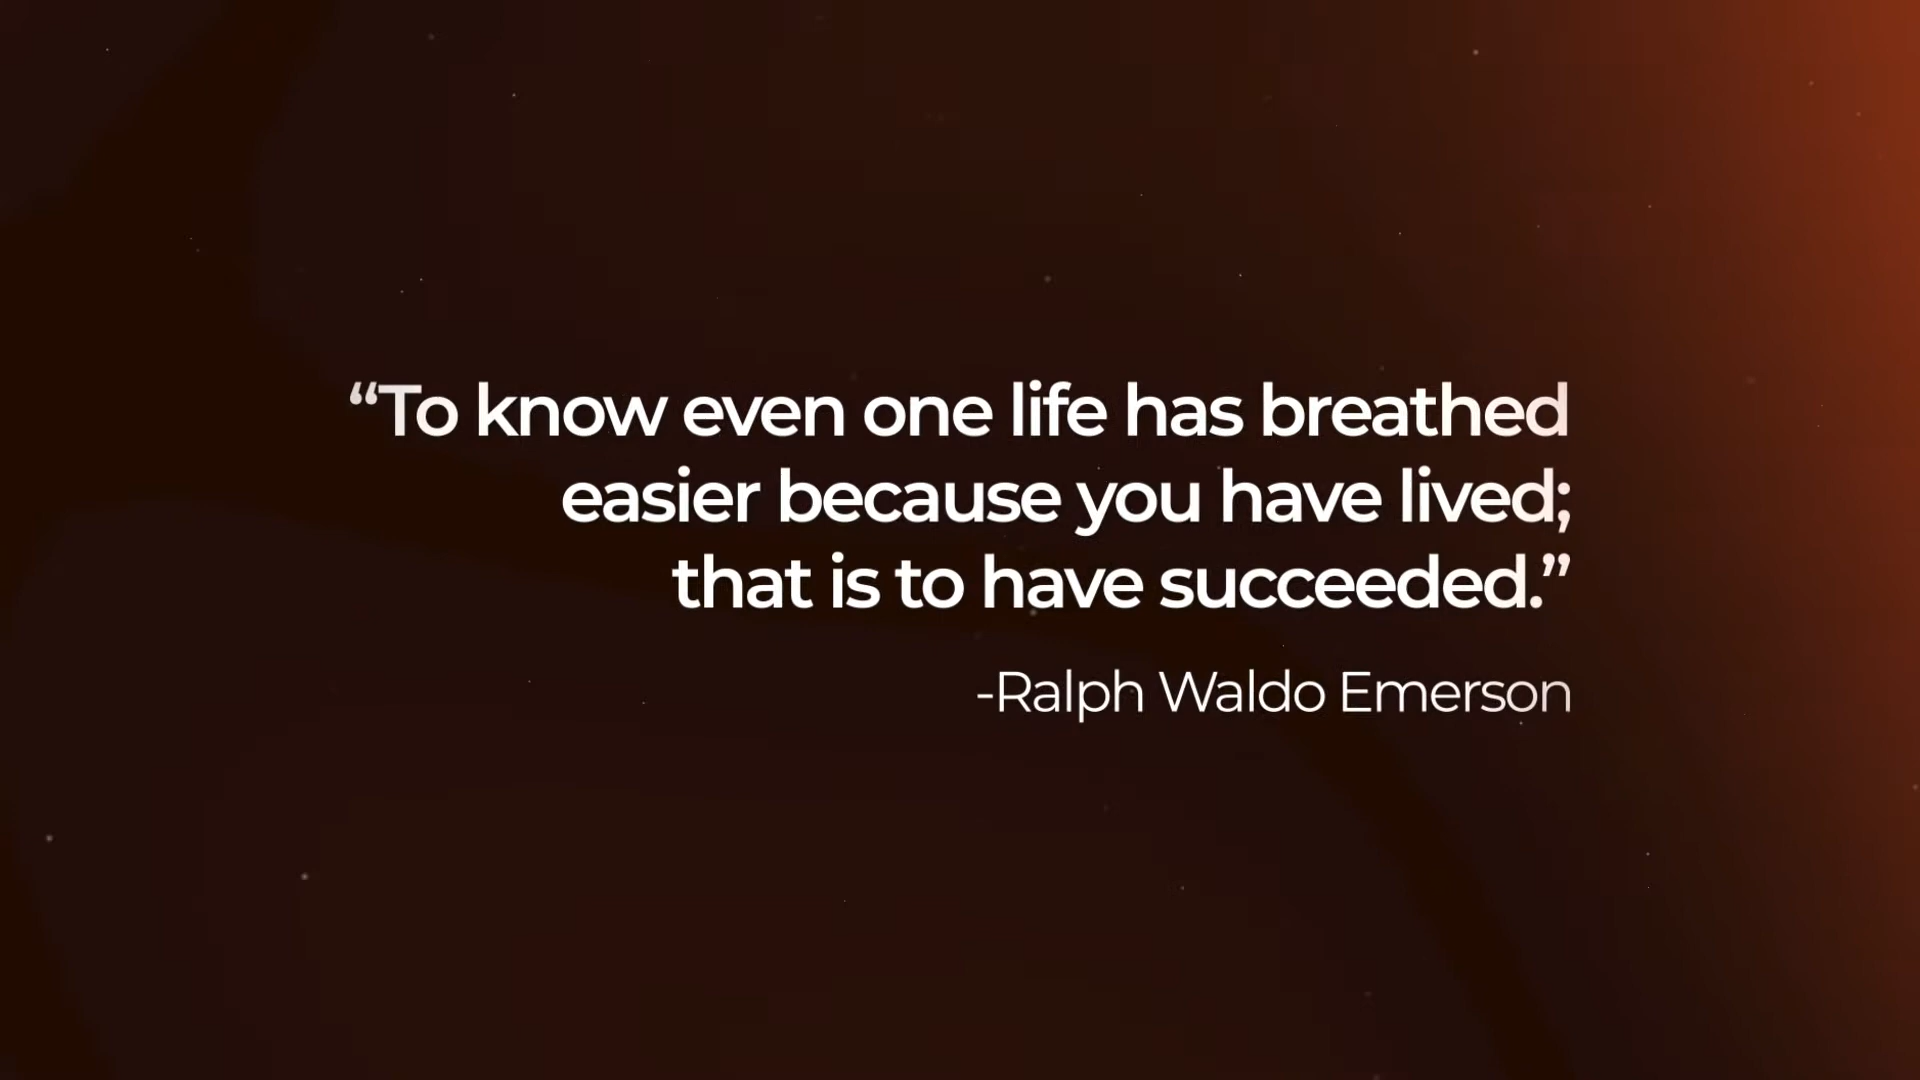 “To know even one life has breathed
easier because you have lived;
that is to have succeeded.”
-Ralph Waldo Emerson